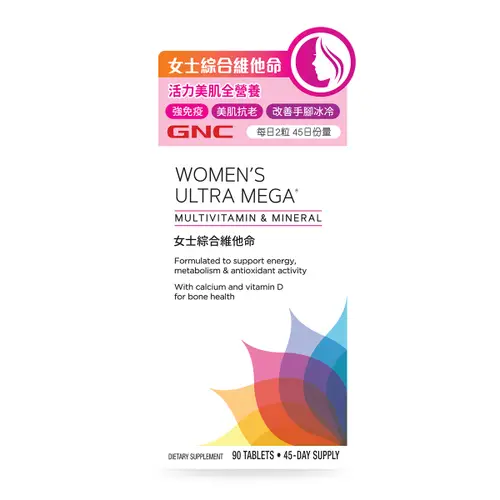 女士綜合維他命
活力美肌全營養
強免疫 美肌抗老 改善手腳冰冷
GNC 每日2粒 45日份量
WOMEN'S
ULTRA MEGA®
MULTIVITAMIN & MINERAL
女士綜合維他命
Formulated to support energy,
metabolism & antioxidant activity
With calcium and vitamin D
for bone health
DIETARY SUPPLEMENT 90 TABLETS • 45-DAY SUPPLY